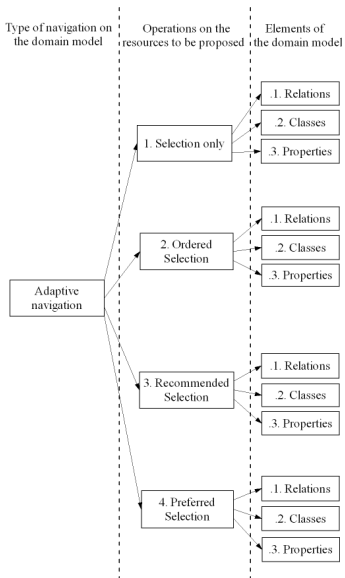 Type of navigation on
the domain model
Operations on the
resources to be proposed
Elements of
the domain model
Adaptive
navigation
1. Selection only
.1. Relations
.2. Classes
.3. Properties
2. Ordered
Selection
.1. Relations
.2. Classes
.3. Properties
3. Recommended
Selection
.1. Relations
.2. Classes
.3. Properties
4. Preferred
Selection
.1. Relations
.2. Classes
.3. Properties